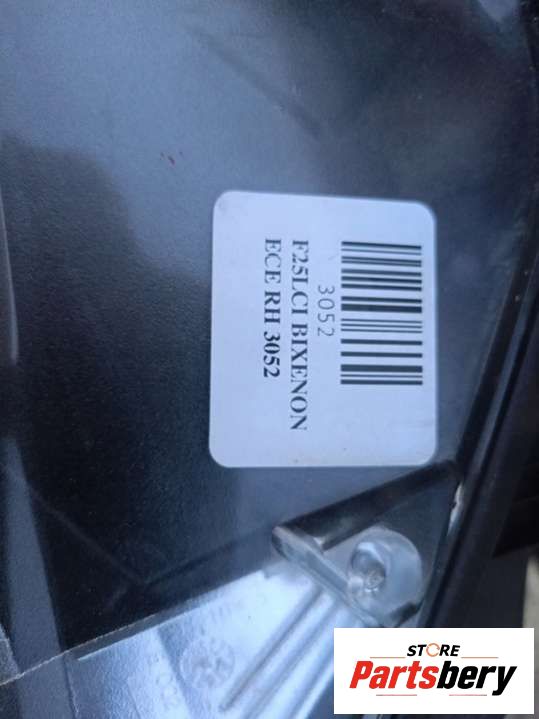 3052
F25LCI BIXENON
ECE RH 3052
STORE
Partsbery